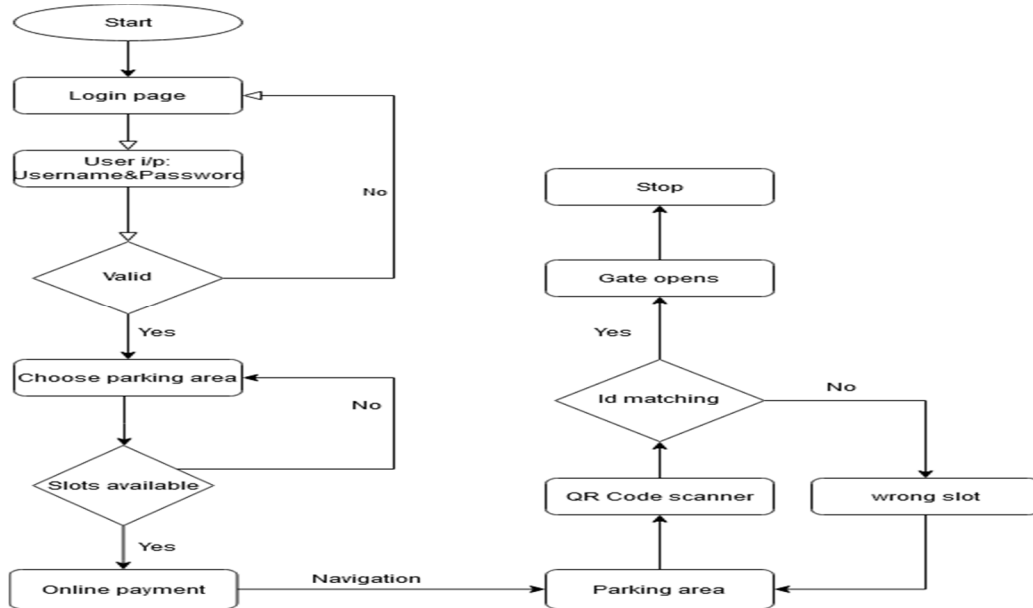 Start
Login page
User i/p:
Username&Password
No
Valid
Yes
Choose parking area
No
Slots available
Yes
Online payment
Navigation
Stop
Gate opens
Yes
Id matching
No
QR Code scanner
wrong slot
Parking area